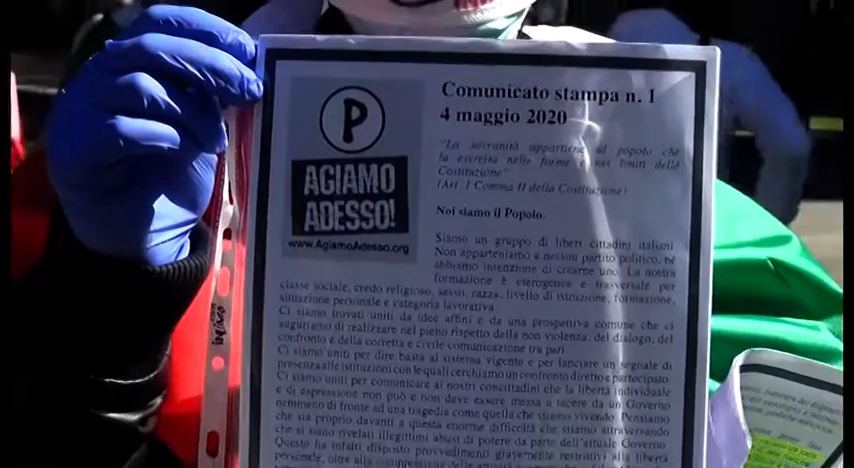 P
AGIAMO
ADESSO!
www.AgiamoAdesso.org
Comunicato stampa n. 1
4 maggio 2020
"La sovranità appartiene al popolo che
la esercita nelle forme e nei limiti della
Costituzione"
(Art. 1 Comma II della Costituzione)
Noi siamo il Popolo.
Siamo un gruppo di liberi cittadini italiani
Non apparteniamo a nessun partito politico, né
abbiamo intenzione di crearne uno. La nostra
formazione è eterogenea e trasversale per
classe sociale, credo religioso, sesso, razza, livello di istruzione, formazione,
situazione personale e categoria lavorativa
Ci siamo trovati uniti da idee affini e da una prospettiva comune che ci
auguriamo di realizzare nel pieno rispetto della non violenza, del dialogo, del
confronto e della corretta e civile comunicazione tra pari.
Ci siamo uniti per dire basta al sistema vigente e per lanciare un segnale di
presenza alle istituzioni con le quali cerchiamo un confronto diretto e partecipato
Ci siamo uniti per comunicare ai nostri concittadini che la libertà individuale
e di espressione non può e non deve essere messa a tacere da un Governo
nemmeno di fronte ad una tragedia come quella che stiamo vivendo. Pensiamo
che sia proprio davanti a questa enorme difficoltà che stiamo attraversando
che si siano rivelati illegittimi abusi di potere da parte dell'attuale Governo
Questo ha infatti disposto provvedimenti gravemente restrittivi alla libertà
personale, oltre alla